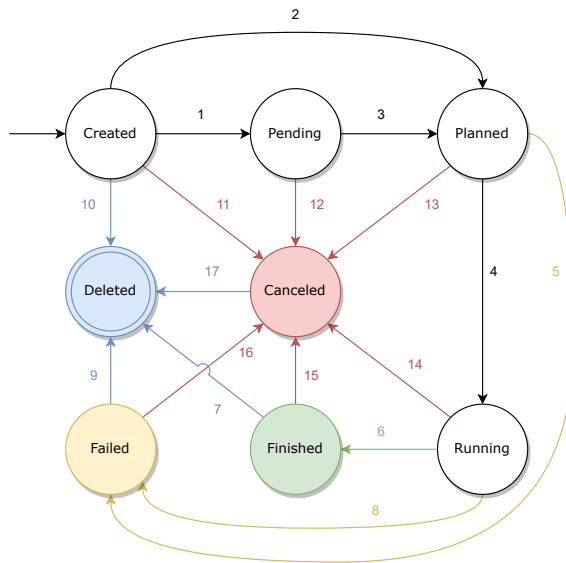 2
Created
1
Pending
3
Planned
10
11
12
13
5
4
Deleted
17
Canceled
9
16
15
14
7
6
Failed
Finished
Running
8